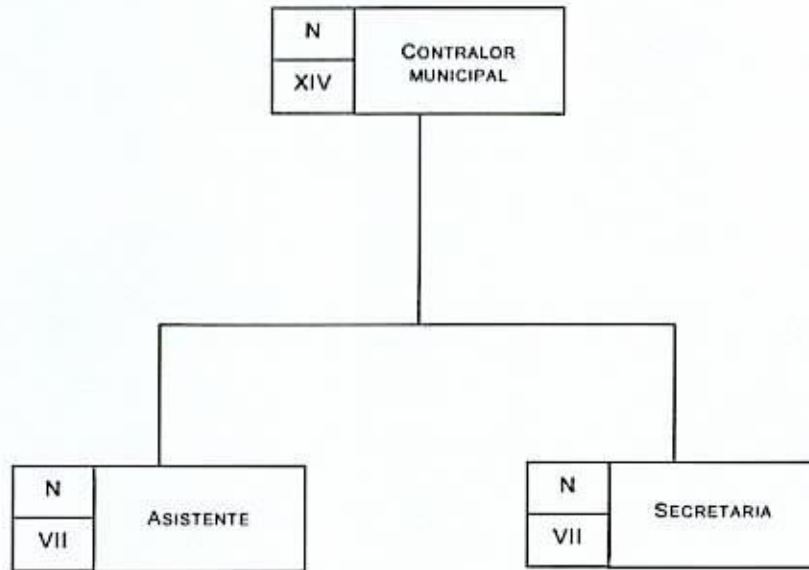 N
XIV
CONTRALOR
MUNICIPAL
N
VII
ASISTENTE
N
VII
SECRETARIA